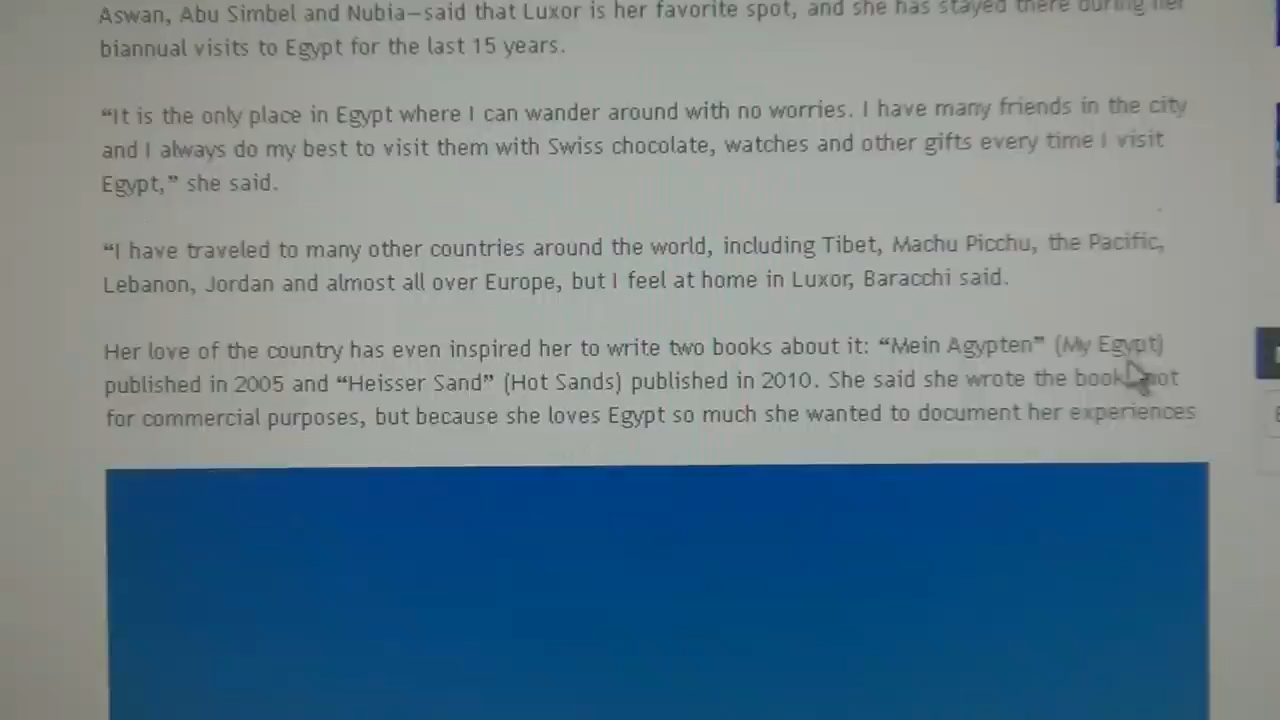 Aswan, Abu Simbel and Nubia—said that Luxor is her favorite spot, and she has stayed there during her
biannual visits to Egypt for the last 15 years.
“It is the only place in Egypt where I can wander around with no worries. I have many friends in the city
and I always do my best to visit them with Swiss chocolate, watches and other gifts every time I visit
Egypt,” she said.
“I have traveled to many other countries around the world, including Tibet, Machu Picchu, the Pacific,
Lebanon, Jordan and almost all over Europe, but I feel at home in Luxor, Baracchi said.
Her love of the country has even inspired her to write two books about it: “Mein Agypten” (My Egypt)
published in 2005 and “Heisser Sand” (Hot Sands) published in 2010. She said she wrote the book not
for commercial purposes, but because she loves Egypt so much she wanted to document her experiences